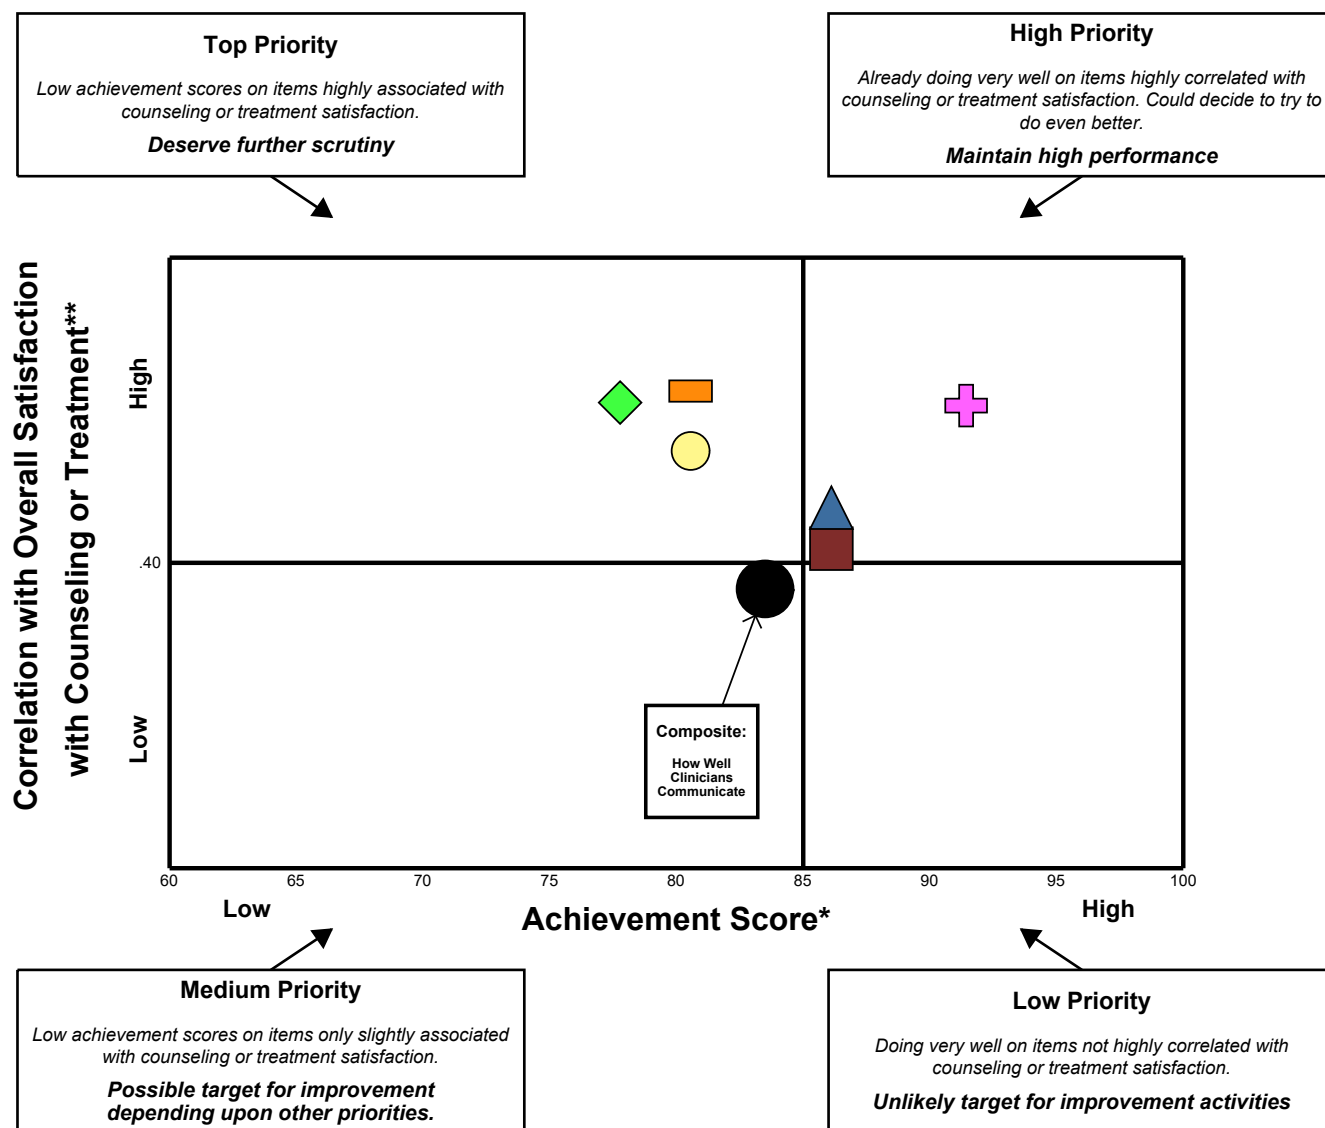 Top Priority
Low achievement scores on items highly associated with
counseling or treatment satisfaction.
Deserve further scrutiny
High Priority
Already doing very well on items highly correlated with
counseling or treatment satisfaction. Could decide to try to
do even better.
Maintain high performance
Correlation with Overall Satisfaction
with Counseling or Treatment**
High
.40
Low
Composite:
How Well
Clinicians
Communicate
60 65 70 75 80 85 90 95 100
Low Achievement Score* High
Medium Priority
Low achievement scores on items only slightly associated
with counseling or treatment satisfaction.
Possible target for improvement
depending upon other priorities.
Low Priority
Doing very well on items not highly correlated with
counseling or treatment satisfaction.
Unlikely target for improvement activities